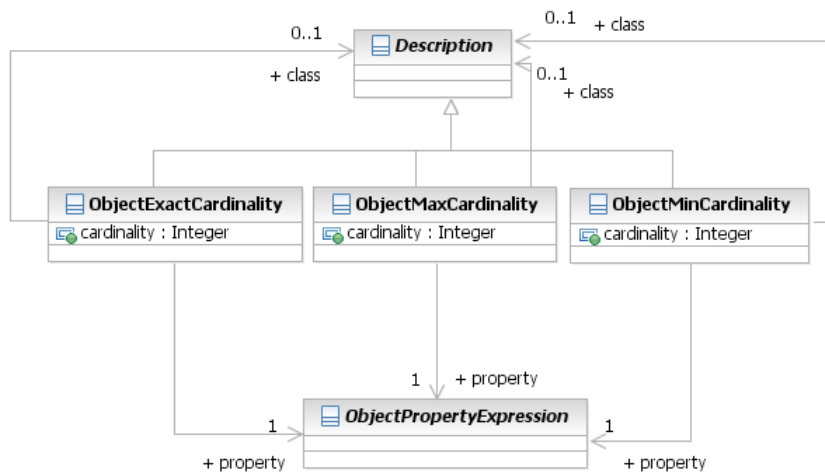 0..1
+ class
Description
0..1
+ class
0..1
+ class
ObjectExactCardinality
cardinality : Integer
ObjectMaxCardinality
cardinality : Integer
ObjectMinCardinality
cardinality : Integer
1
+ property
1
+ property
ObjectPropertyExpression
1
+ property